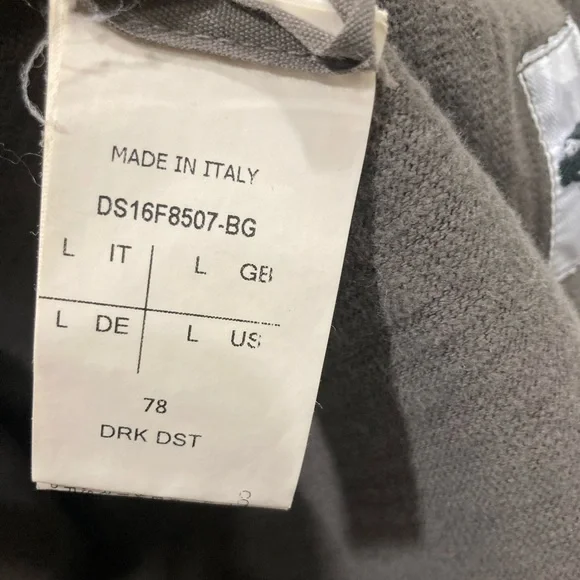 MADE IN ITALY
DS16F8507-BG
L IT L GB
L DE L US
78
DRK DST